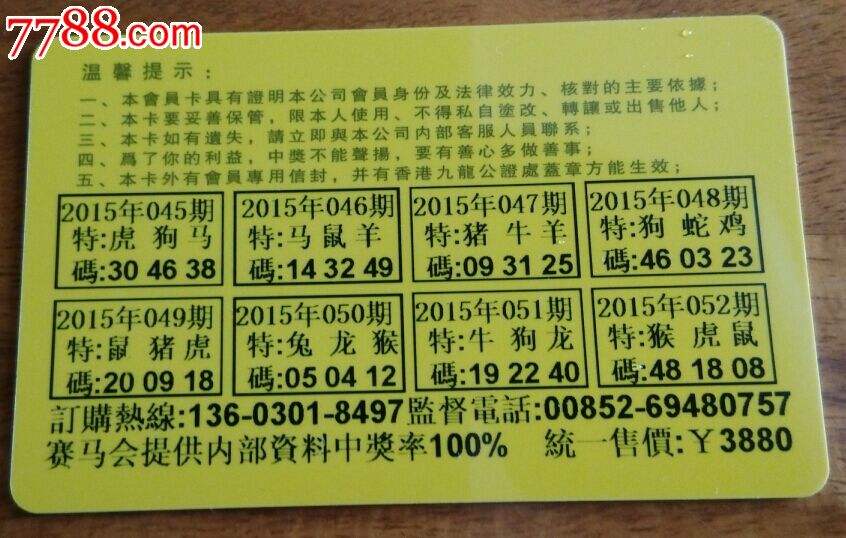 7788.com
溫馨提示：
一、本會員卡具有證明本公司會員身份及法律效力、核對的主要依據；
二、本卡要妥善保管，限本人使用、不得私自塗改、轉讓或出售他人；
三、本卡如有遺失，請立即與本公司内部客服人員聯系；
四、爲了你的利益，中獎不能聲揚，要有善心多做善事；
五、本卡外有會員專用信封，并有香港九龍公證處蓋章方能生效；
2015年045期 2015年046期 2015年047期 2015年048期
特:虎 狗 马 特:马 鼠 羊 特:猪 牛 羊 特:狗 蛇 鸡
碼:30 46 38 碼:14 32 49 碼:09 31 25 碼:46 03 23
2015年049期 2015年050期 2015年051期 2015年052期
特:鼠 猪 虎 特:兔 龙 猴 特:牛 狗 龙 特:猴 虎 鼠
碼:20 09 18 碼:05 04 12 碼:19 22 40 碼:48 18 08
訂購熱線:136-0301-8497監督電話:00852-69480757
赛马会提供内部資料中獎率100% 統一售價:￥3880